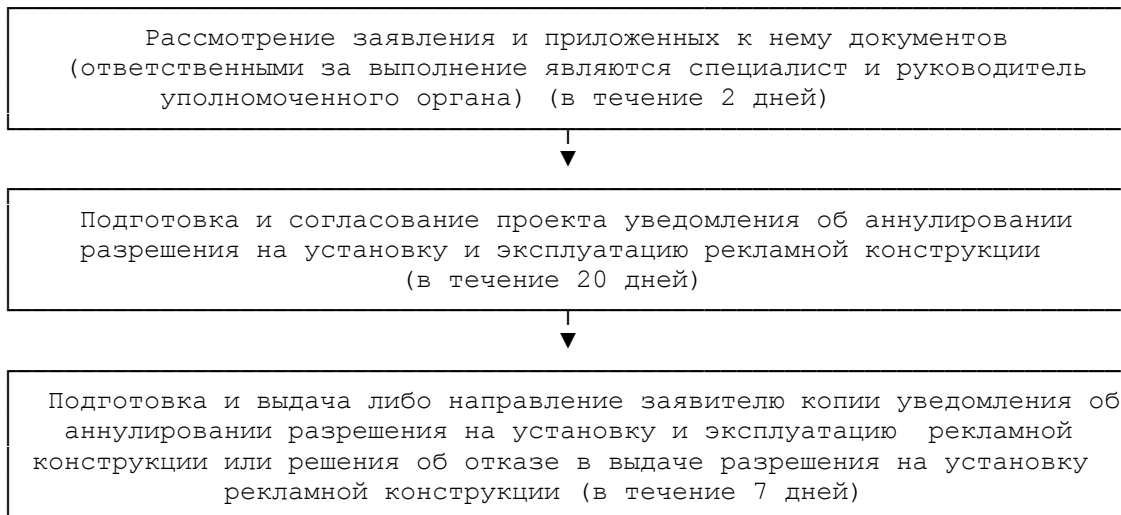 Рассмотрение заявления и приложенных к нему документов
(ответственными за выполнение являются специалист и руководитель
уполномоченного органа) (в течение 2 дней)
Подготовка и согласование проекта уведомления об аннулировании
разрешения на установку и эксплуатацию рекламной конструкции
(в течение 20 дней)
Подготовка и выдача либо направление заявителю копии уведомления об
аннулировании разрешения на установку и эксплуатацию рекламной
конструкции или решения об отказе в выдаче разрешения на установку
рекламной конструкции (в течение 7 дней)